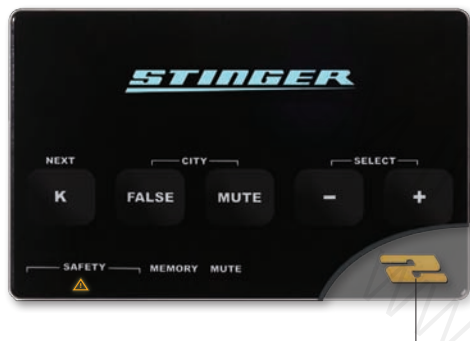 STINGER
NEXT CITY SELECT
K FALSE MUTE - +
SAFETY MEMORY MUTE